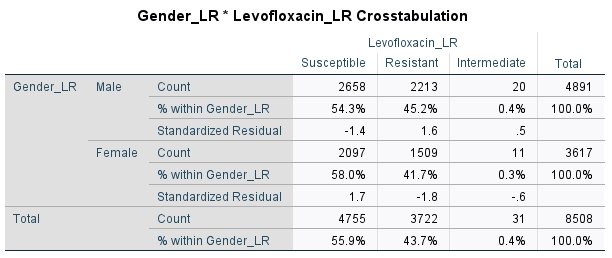 Gender_LR * Levofloxacin_LR Crosstabulation
Levofloxacin_LR
Susceptible Resistant Intermediate Total
Gender_LR Male Count 2658 2213 20 4891
% within Gender_LR 54.3% 45.2% 0.4% 100.0%
Standardized Residual -1.4 1.6 .5
Female Count 2097 1509 11 3617
% within Gender_LR 58.0% 41.7% 0.3% 100.0%
Standardized Residual 1.7 -1.8 -.6
Total Count 4755 3722 31 8508
% within Gender_LR 55.9% 43.7% 0.4% 100.0%